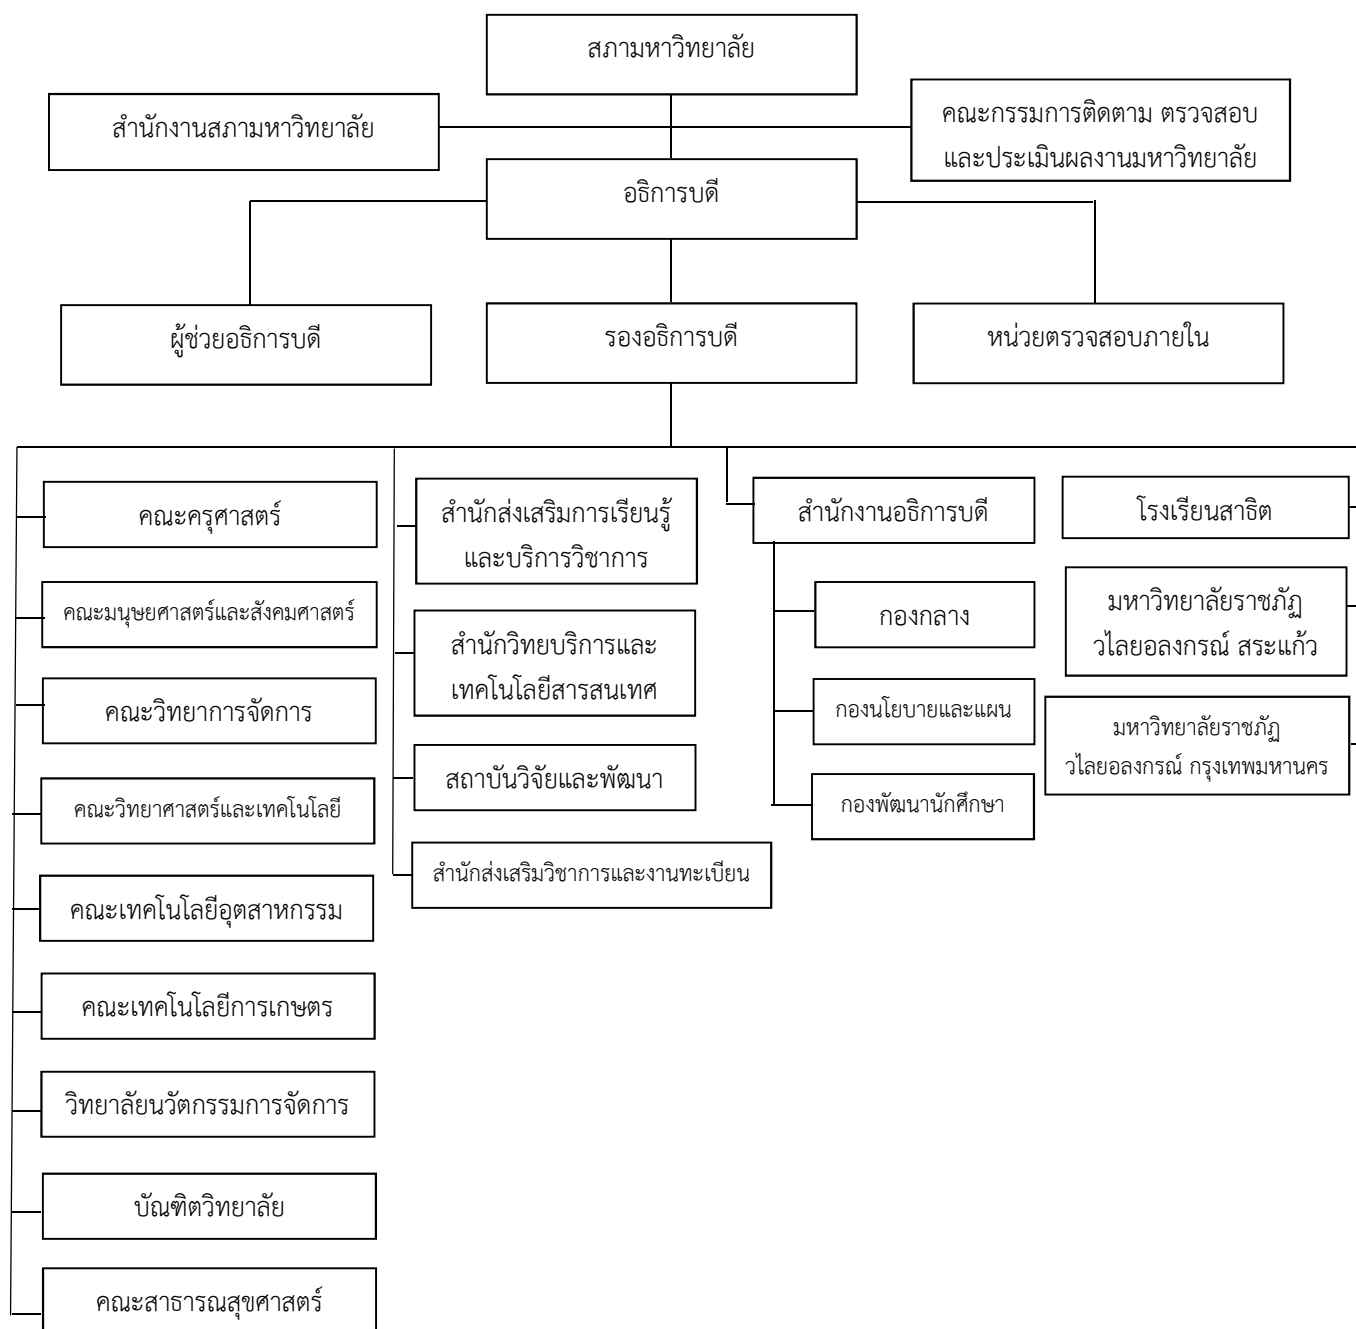 สภามหาวิทยาลัย
สำนักงานสภามหาวิทยาลัย
คณะกรรมการติดตาม ตรวจสอบ
และประเมินผลงานมหาวิทยาลัย
อธิการบดี
ผู้ช่วยอธิการบดี
รองอธิการบดี
หน่วยตรวจสอบภายใน
คณะครุศาสตร์
คณะมนุษยศาสตร์และสังคมศาสตร์
คณะวิทยาการจัดการ
คณะวิทยาศาสตร์และเทคโนโลยี
คณะเทคโนโลยีอุตสาหกรรม
คณะเทคโนโลยีการเกษตร
วิทยาลัยนวัตกรรมการจัดการ
บัณฑิตวิทยาลัย
คณะสาธารณสุขศาสตร์
สำนักส่งเสริมการเรียนรู้
และบริการวิชาการ
สำนักวิทยบริการและ
เทคโนโลยีสารสนเทศ
สถาบันวิจัยและพัฒนา
สำนักส่งเสริมวิชาการและงานทะเบียน
สำนักงานอธิการบดี
กองกลาง
กองนโยบายและแผน
กองพัฒนานักศึกษา
โรงเรียนสาธิต
มหาวิทยาลัยราชภัฏ
วไลยอลงกรณ์ สระแก้ว
มหาวิทยาลัยราชภัฏ
วไลยอลงกรณ์ กรุงเทพมหานคร